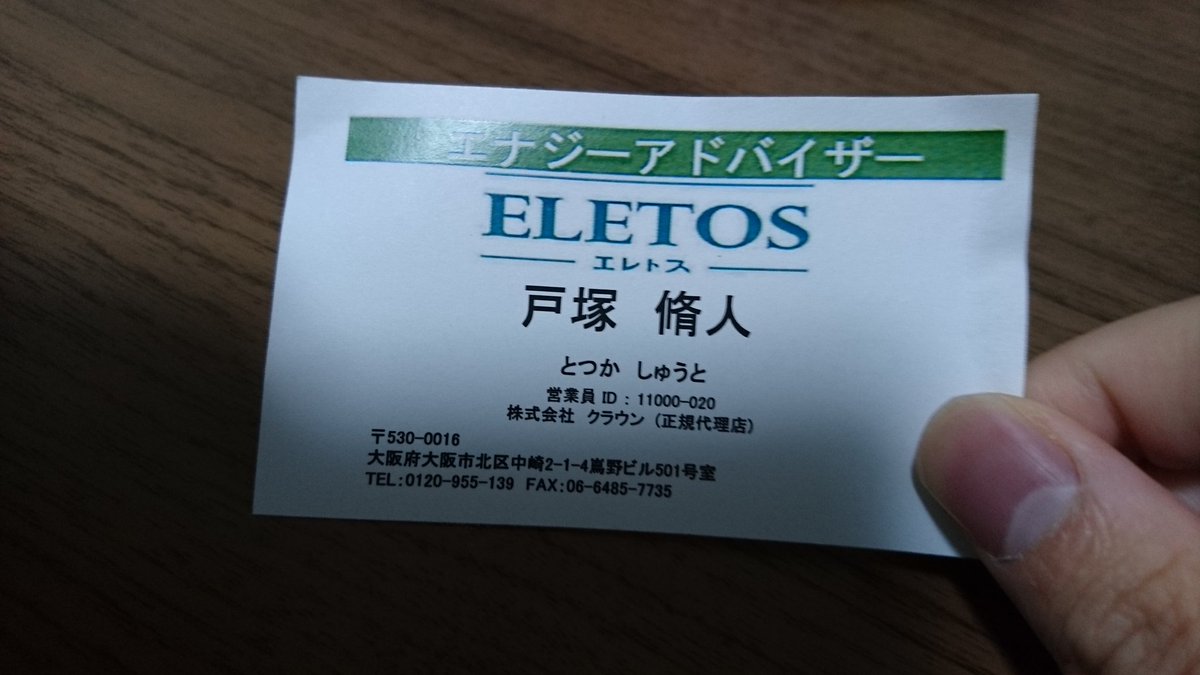 エナジーアドバイザー
ELETOS
エレトス
戸塚 脩人
とつか しゅうと
営業員 ID : 11000-020
株式会社 クラウン (正規代理店)
〒530-0016
大阪府大阪市北区中崎2-1-4嶌野ビル501号室
TEL:0120-955-139 FAX:06-6485-7735